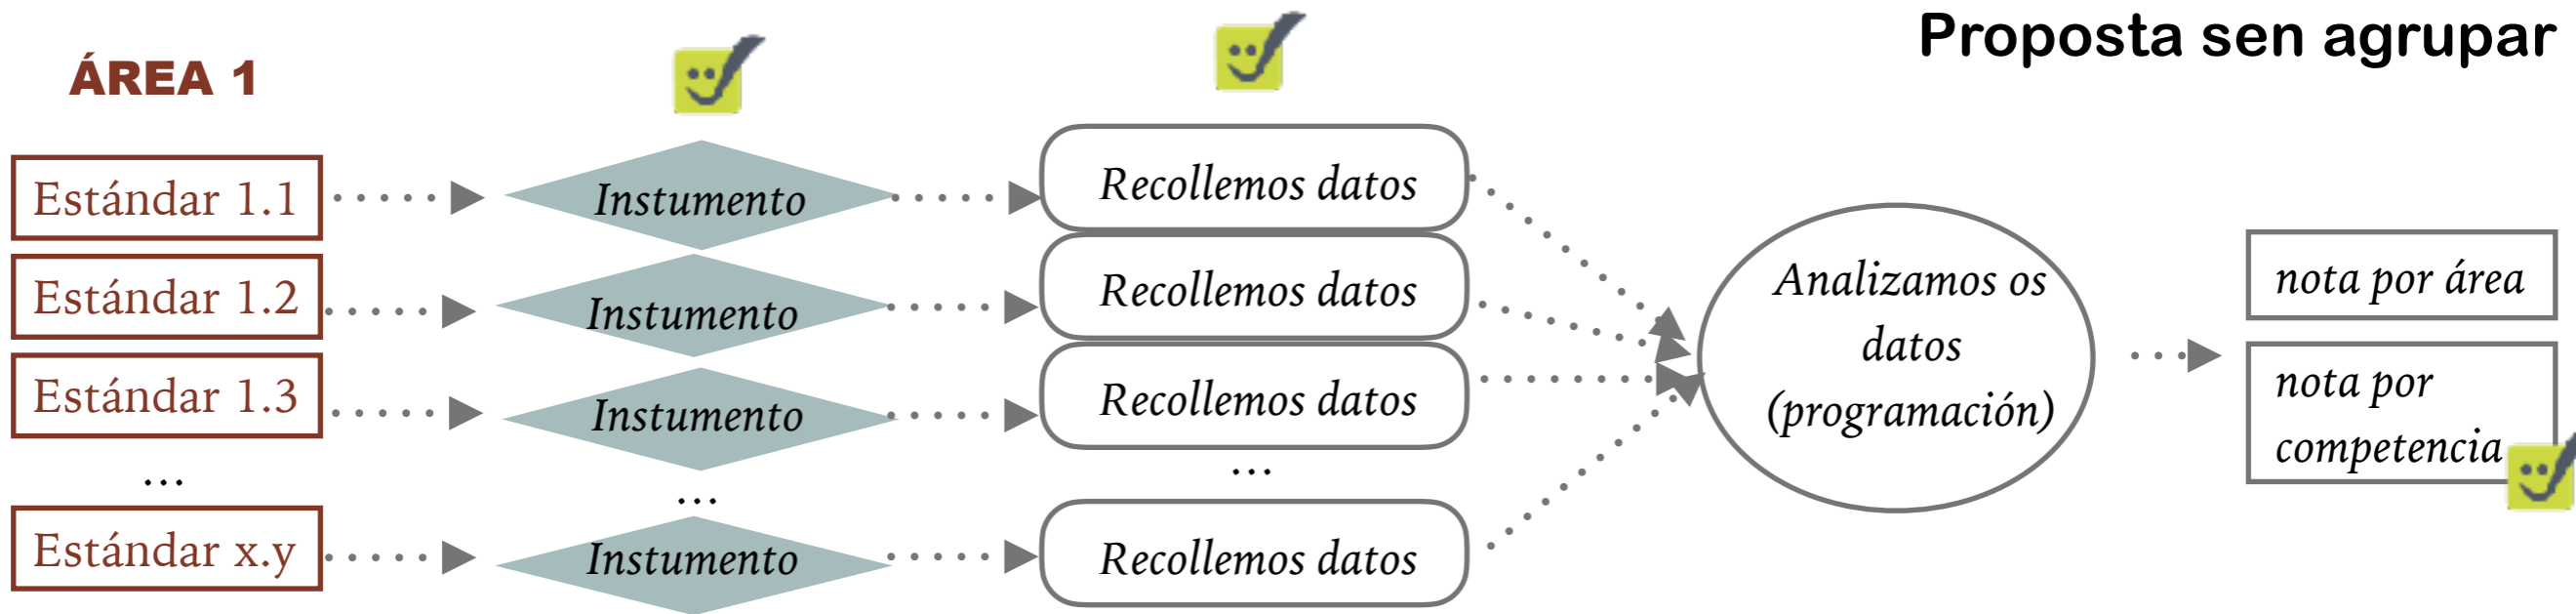 Proposta sen agrupar
ÁREA 1
Estándar 1.1
Instumento
Recollemos datos
Estándar 1.2
Instumento
Recollemos datos
Estándar 1.3
Instumento
Recollemos datos
...
...
...
Estándar x.y
Instumento
Recollemos datos
Analizamos os
datos
(programación)
nota por área
nota por
competencia